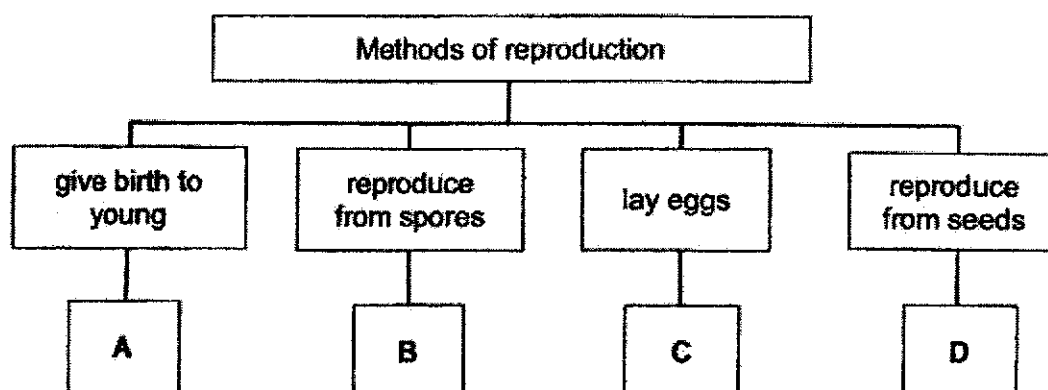 Methods of reproduction
give birth to
young
reproduce
from spores
lay eggs
reproduce
from seeds
A
B
C
D